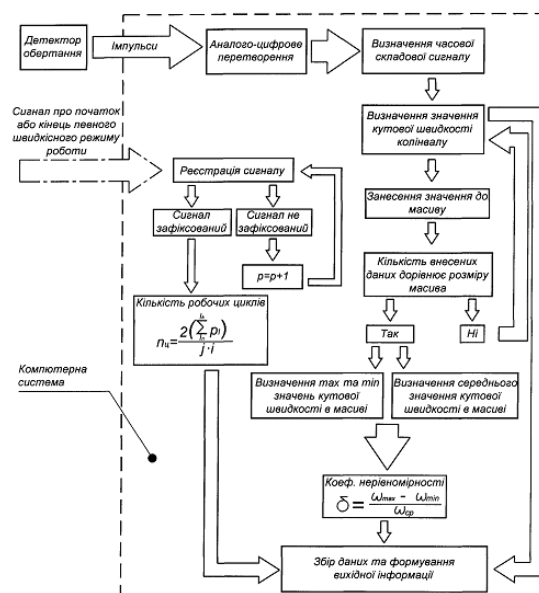 Детектор
обертання
Імпульси
Аналого-цифрове
перетворення
Визначення часової
складової сигналу
Сигнал про початок
або кінець певного
швидкісного режиму
роботи
Визначення значення
кутової швидкості
колінвалу
Реєстрація сигналу
Сигнал
зафіксований
Сигнал не
зафіксований
p=p+1
Занесення значення до
масиву
Кількість внесених
даних дорівнює розміру
масива
Так
Ні
Кількість робочих циклів
nц= 2(∑ pi) / j·i
Комп'ютерна
система
Визначення max та min
значень кутової
швидкості в масиві
Визначення середнього
значення кутової
швидкості в масиві
Коеф. нерівномірності
δ = ωmax - ωmin / ωср
Збір даних та формування
вихідної інформації